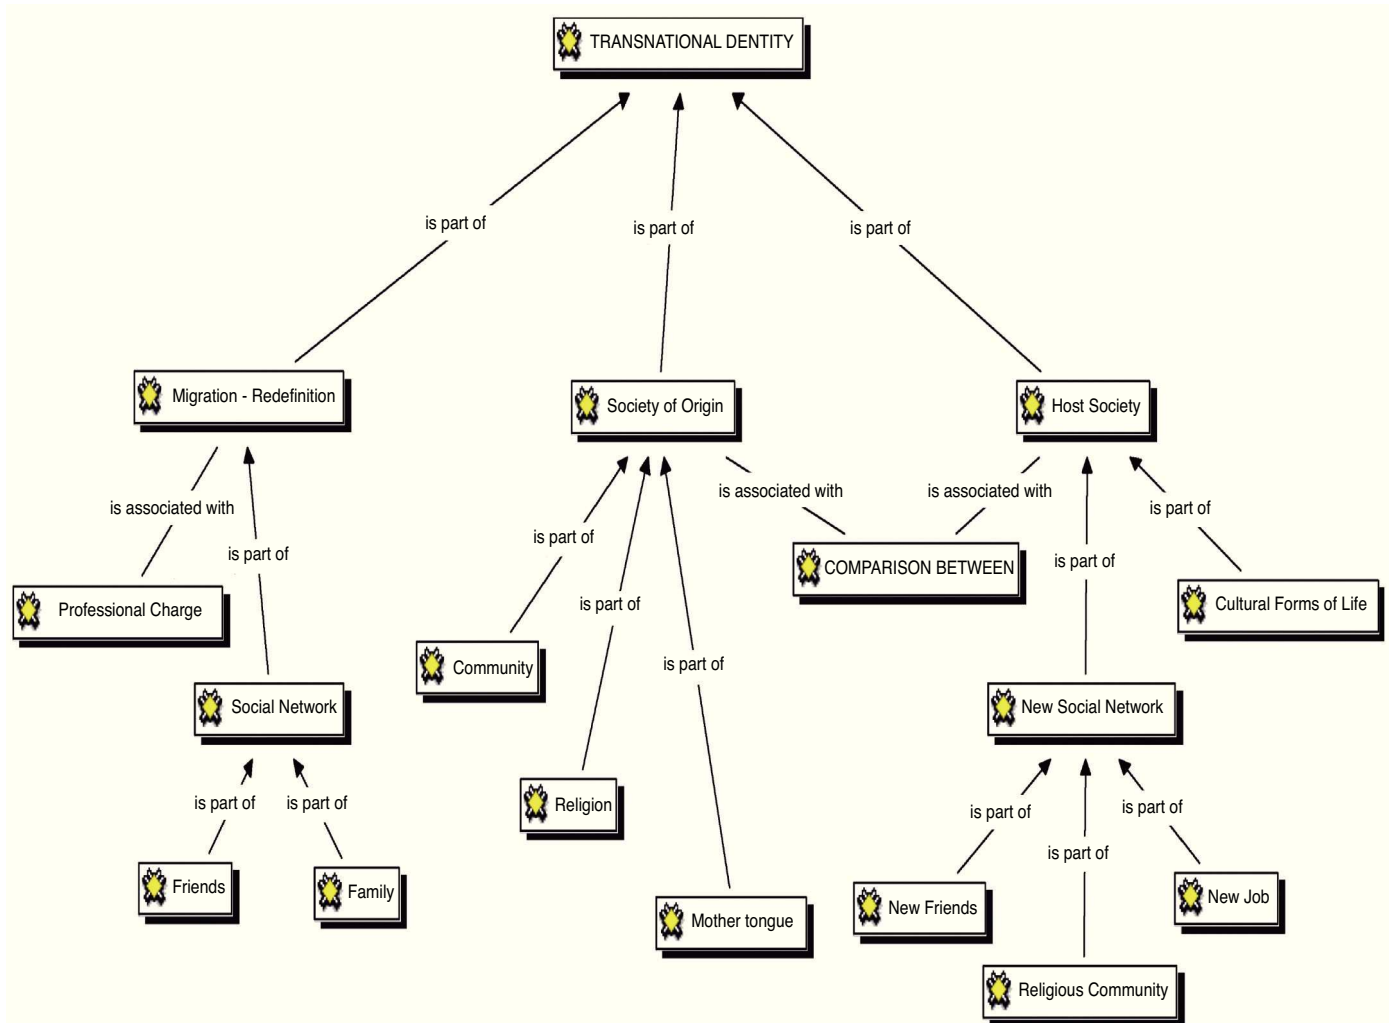 TRANSNATIONAL DENTITY
is part of
is part of
is part of
Migration - Redefinition
Society of Origin
Host Society
is associated with
is part of
is part of
is part of
is part of
is associated with
is associated with
is part of
is part of
Professional Charge
COMPARISON BETWEEN
Cultural Forms of Life
Community
Social Network
New Social Network
is part of
is part of
is part of
is part of
is part of
Religion
Friends
Family
Mother tongue
New Friends
New Job
Religious Community